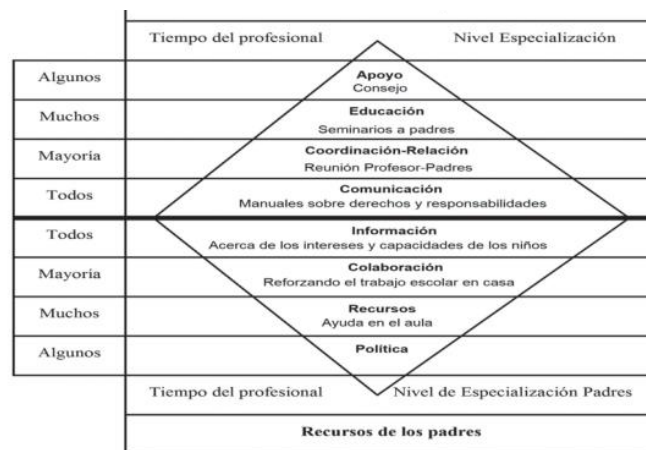 Tiempo del profesional Nivel Especialización
Algunos Apoyo
Consejo
Muchos Educación
Seminarios a padres
Mayoría Coordinación-Relación
Reunión Profesor-Padres
Todos Comunicación
Manuales sobre derechos y responsabilidades
Todos Información
Acerca de los intereses y capacidades de los niños
Mayoría Colaboración
Reforzando el trabajo escolar en casa
Muchos Recursos
Ayuda en el aula
Algunos Política
Tiempo del profesional Nivel de Especialización Padres
Recursos de los padres